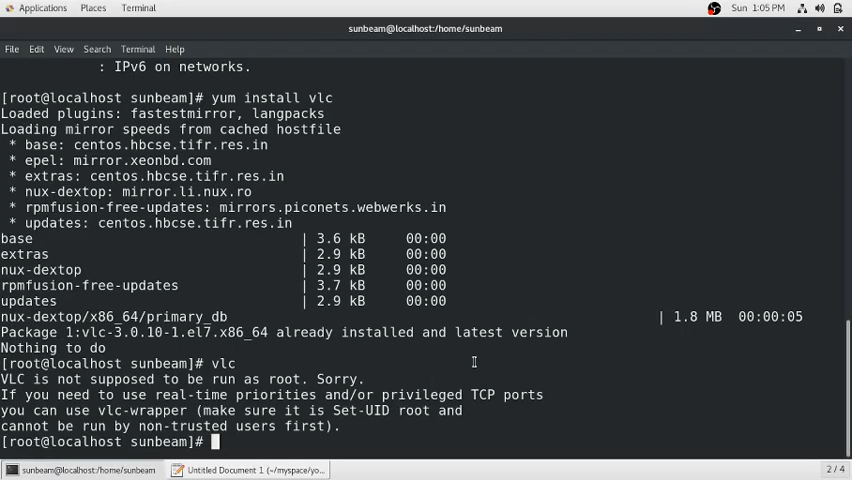 Applications Places Terminal Sun 1:05 PM
sunbeam@localhost:/home/sunbeam
File Edit View Search Terminal Help
: IPv6 on networks.
[root@localhost sunbeam]# yum install vlc
Loaded plugins: fastestmirror, langpacks
Loading mirror speeds from cached hostfile
* base: centos.hbcse.tifr.res.in
* epel: mirror.xeonbd.com
* extras: centos.hbcse.tifr.res.in
* nux-dextop: mirror.li.nux.ro
* rpmfusion-free-updates: mirrors.piconets.webwerks.in
* updates: centos.hbcse.tifr.res.in
base | 3.6 kB 00:00
extras | 2.9 kB 00:00
nux-dextop | 2.9 kB 00:00
rpmfusion-free-updates | 3.7 kB 00:00
updates | 2.9 kB 00:00
nux-dextop/x86_64/primary_db | 1.8 MB 00:00:05
Package 1:vlc-3.0.10-1.el7.x86_64 already installed and latest version
Nothing to do
[root@localhost sunbeam]# vlc
VLC is not supposed to be run as root. Sorry.
If you need to use real-time priorities and/or privileged TCP ports
you can use vlc-wrapper (make sure it is Set-UID root and
cannot be run by non-trusted users first).
[root@localhost sunbeam]#
sunbeam@localhost:/home/sunbeam Untitled Document 1 (~/myspace/yo... 2 / 4